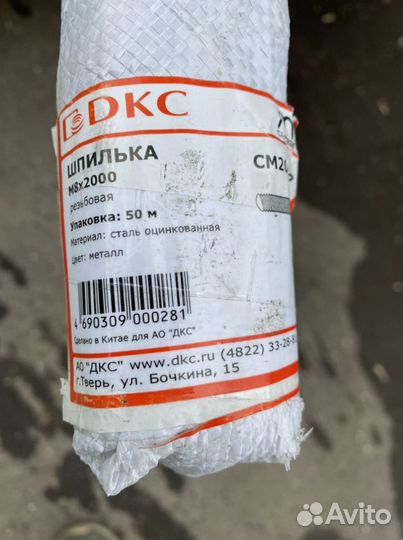 DKC
ШПИЛЬКА
M8x2000
резьбовая
Упаковка: 50 м
Материал: сталь оцинкованная
Цвет: металл
4 690309 000281
Сделано в Китае для АО "ДКС"
АО "ДКС" www.dkc.ru (4822) 33-28-
г.Тверь, ул. Бочкина, 15
Avito